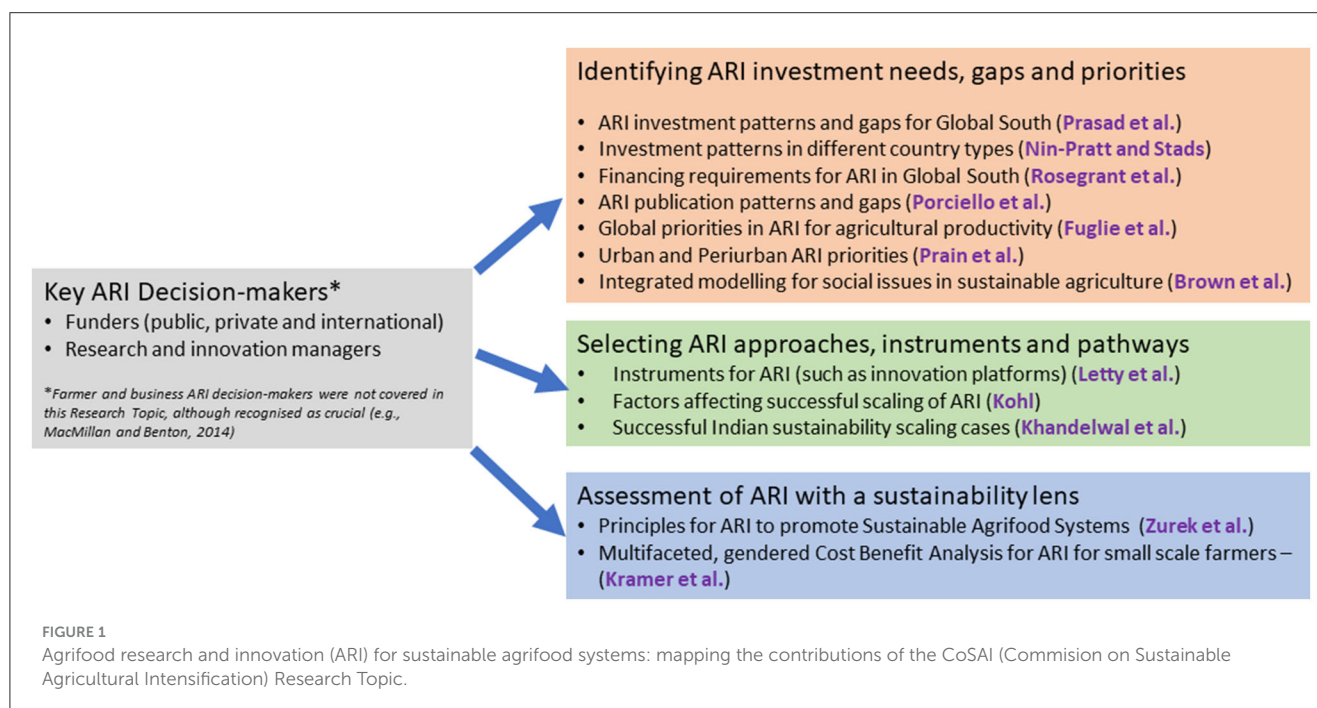 Key ARI Decision-makers*
• Funders (public, private and international)
• Research and innovation managers
*Farmer and business ARI decision-makers were not covered in
this Research Topic, although recognised as crucial (e.g.,
MacMillan and Benton, 2014)
Identifying ARI investment needs, gaps and priorities
• ARI investment patterns and gaps for Global South (Prasad et al.)
• Investment patterns in different country types (Nin-Pratt and Stads)
• Financing requirements for ARI in Global South (Rosegrant et al.)
• ARI publication patterns and gaps (Porciello et al.)
• Global priorities in ARI for agricultural productivity (Fuglie et al.)
• Urban and Periurban ARI priorities (Prain et al.)
• Integrated modelling for social issues in sustainable agriculture (Brown et al.)
Selecting ARI approaches, instruments and pathways
• Instruments for ARI (such as innovation platforms) (Letty et al.)
• Factors affecting successful scaling of ARI (Kohl)
• Successful Indian sustainability scaling cases (Khandelwal et al.)
Assessment of ARI with a sustainability lens
• Principles for ARI to promote Sustainable Agrifood Systems (Zurek et al.)
• Multifaceted, gendered Cost Benefit Analysis for ARI for small scale farmers –
(Kramer et al.)
FIGURE 1
Agrifood research and innovation (ARI) for sustainable agrifood systems: mapping the contributions of the CoSAI (Commision on Sustainable
Agricultural Intensification) Research Topic.